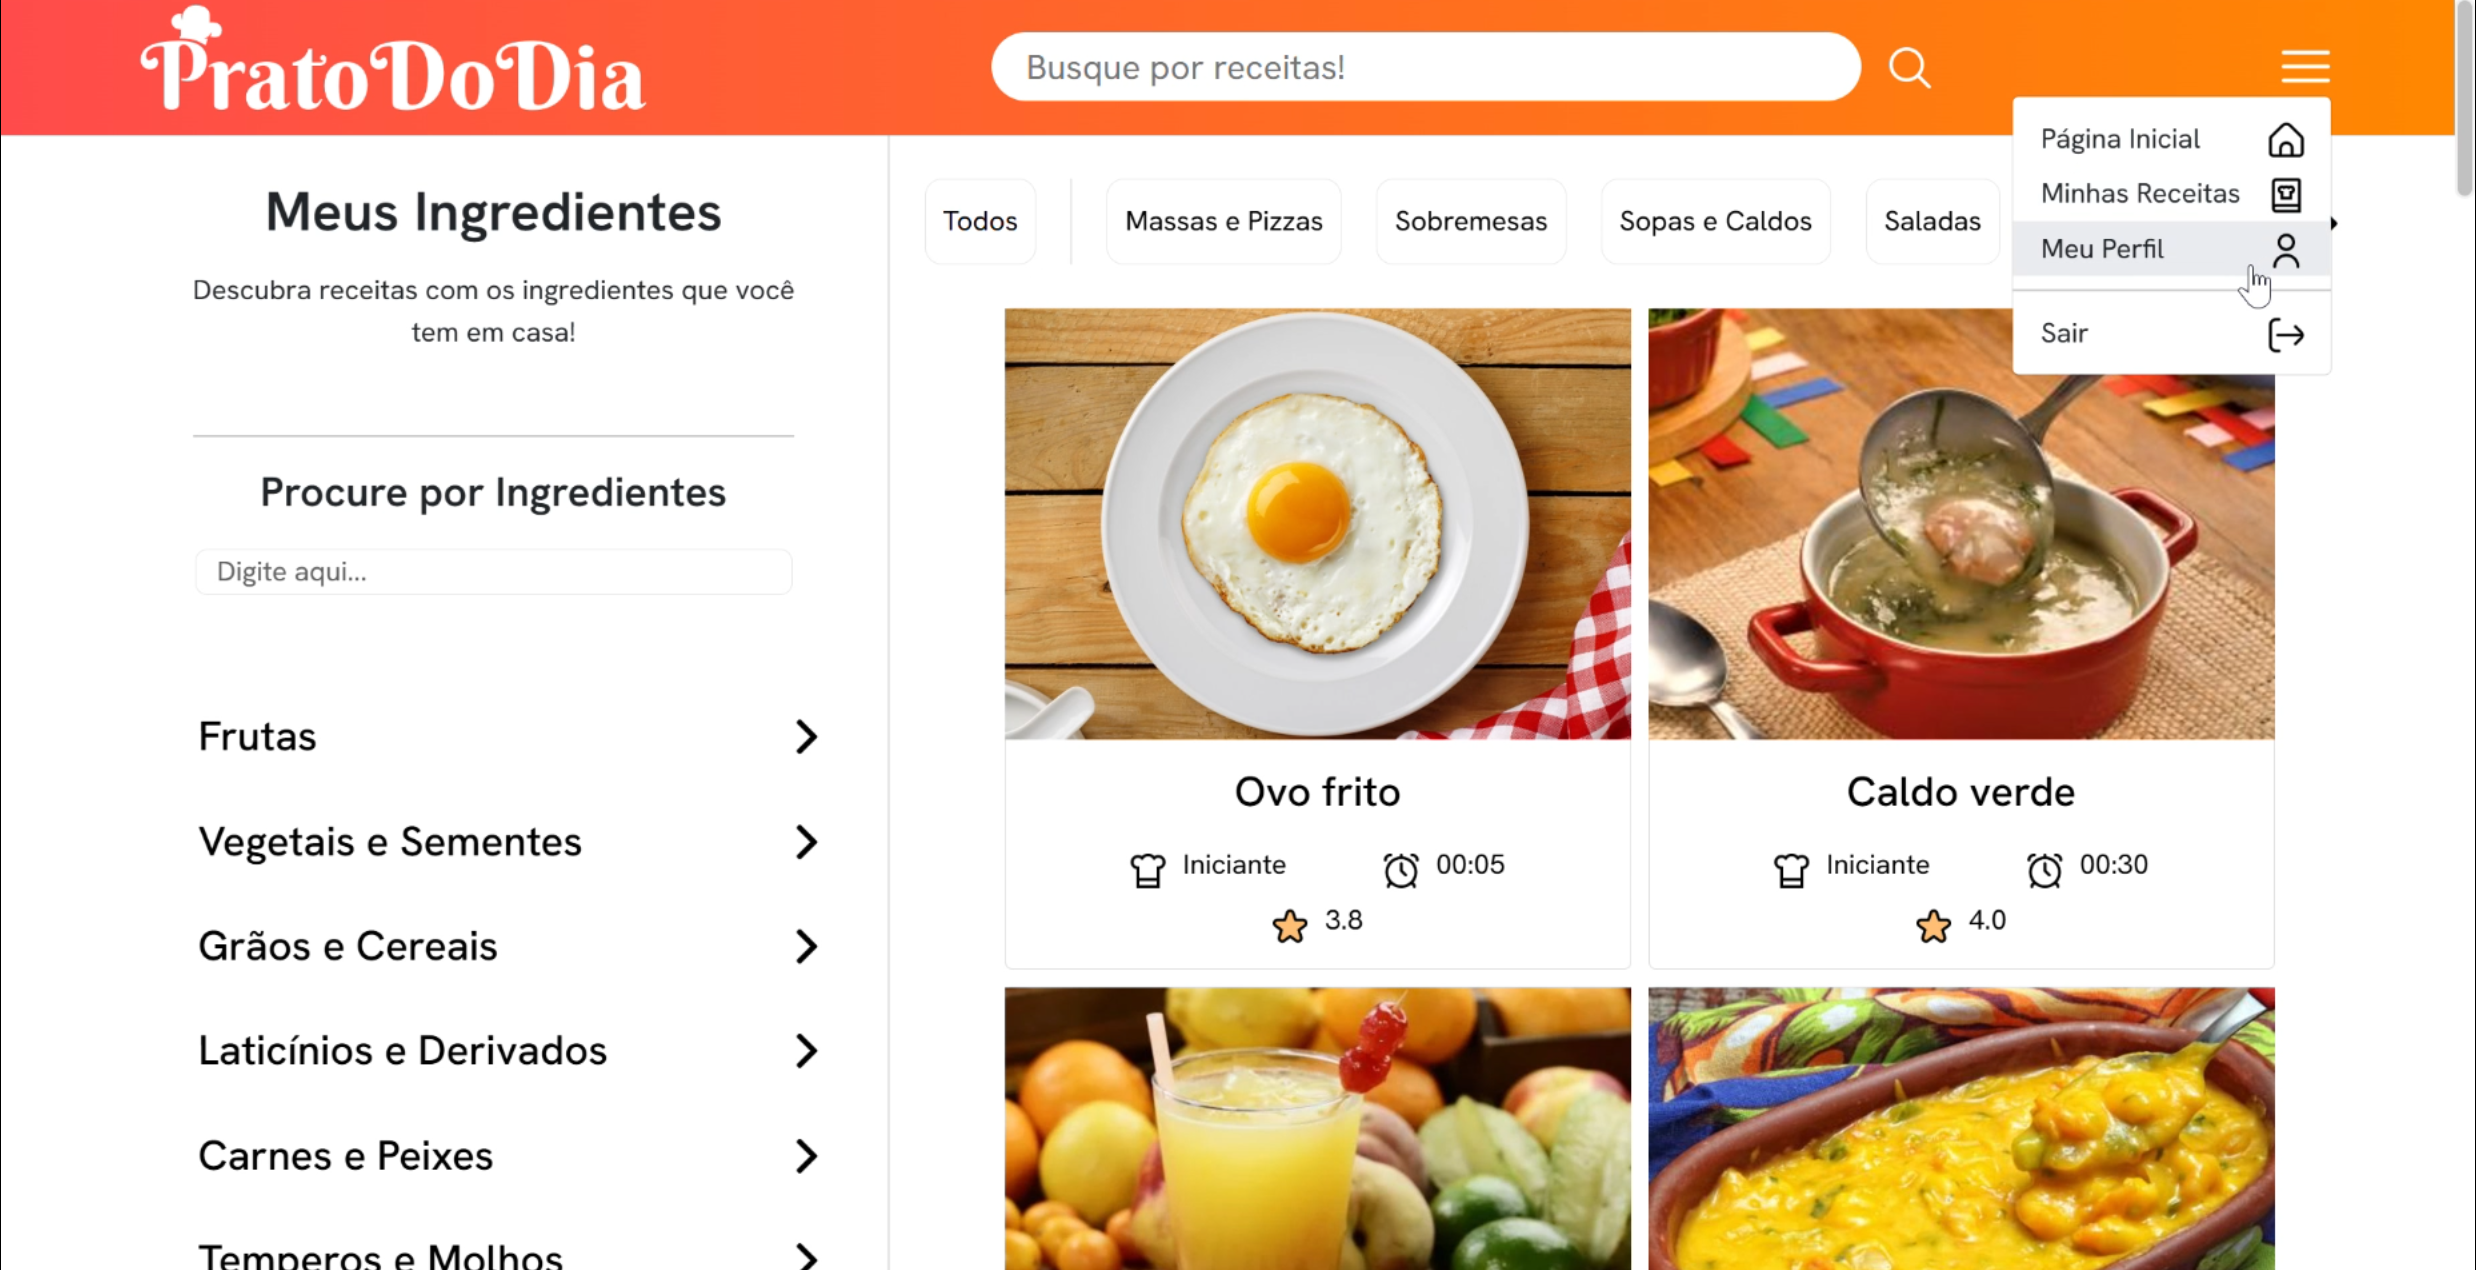 PratoDoDia
Busque por receitas!
Página Inicial
Minhas Receitas
Meu Perfil
Sair
Meus Ingredientes
Descubra receitas com os ingredientes que você
tem em casa!
Procure por Ingredientes
Digite aqui...
Frutas
Vegetais e Sementes
Grãos e Cereais
Laticínios e Derivados
Carnes e Peixes
Temperos e Molhos
Todos
Massas e Pizzas
Sobremesas
Sopas e Caldos
Saladas
Ovo frito
Iniciante
00:05
3.8
Caldo verde
Iniciante
00:30
4.0